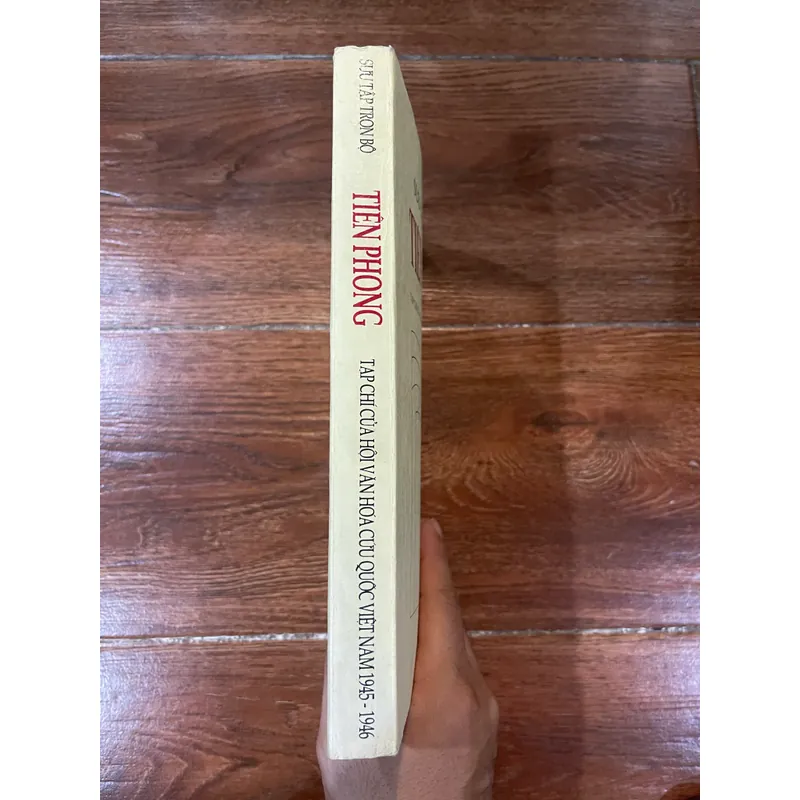 SƯU TẬP TRỌN BỘ
TIÊN PHONG
TẠP CHÍ CỦA HỘI VĂN HÓA CỨU QUỐC VIỆT NAM 1945 - 1946